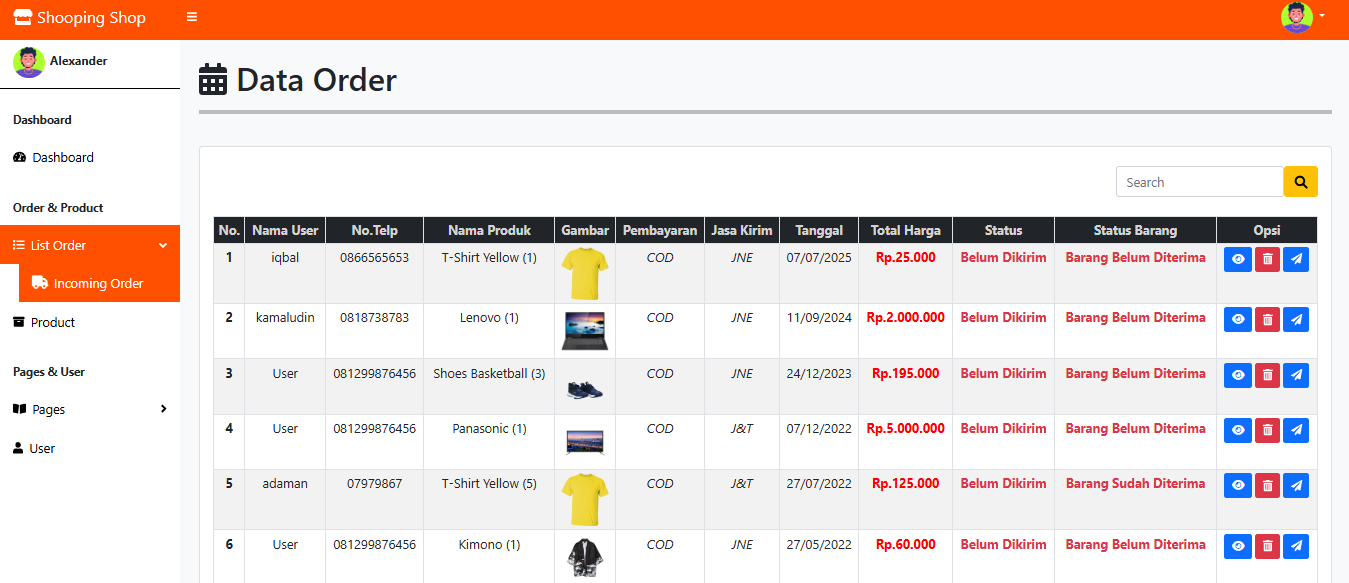 Shooping Shop
Alexander
Dashboard
Dashboard
Order & Product
List Order
Incoming Order
Product
Pages & User
Pages
User
Data Order
Search
No. Nama User No.Telp Nama Produk Gambar Pembayaran Jasa Kirim Tanggal Total Harga Status Status Barang Opsi
1 iqbal 0866565653 T-Shirt Yellow (1) COD JNE 07/07/2025 Rp.25.000 Belum Dikirim Barang Belum Diterima
2 kamaludin 0818738783 Lenovo (1) COD JNE 11/09/2024 Rp.2.000.000 Belum Dikirim Barang Belum Diterima
3 User 081299876456 Shoes Basketball (3) COD JNE 24/12/2023 Rp.195.000 Belum Dikirim Barang Belum Diterima
4 User 081299876456 Panasonic (1) COD J&T 07/12/2022 Rp.5.000.000 Belum Dikirim Barang Belum Diterima
5 adaman 07979867 T-Shirt Yellow (5) COD J&T 27/07/2022 Rp.125.000 Belum Dikirim Barang Sudah Diterima
6 User 081299876456 Kimono (1) COD JNE 27/05/2022 Rp.60.000 Belum Dikirim Barang Belum Diterima